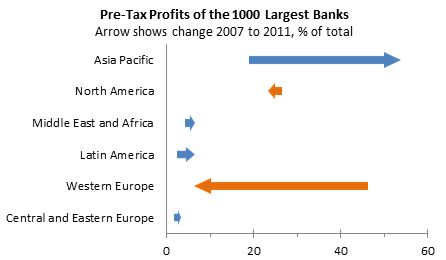 Pre-Tax Profits of the 1000 Largest Banks
Arrow shows change 2007 to 2011, % of total
Asia Pacific
North America
Middle East and Africa
Latin America
Western Europe
Central and Eastern Europe
0 20 40 60